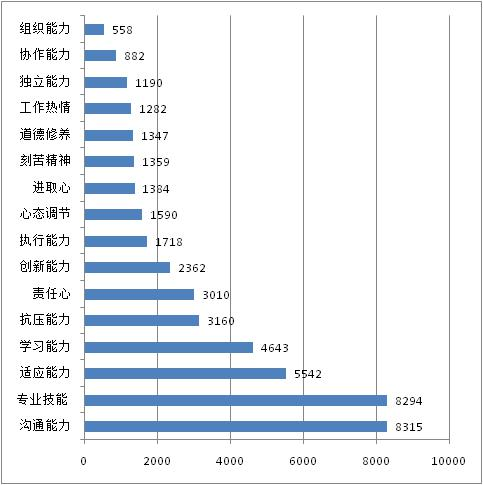 组织能力 558
协作能力 882
独立能力 1190
工作热情 1282
道德修养 1347
刻苦精神 1359
进取心 1384
心态调节 1590
执行能力 1718
创新能力 2362
责任心 3010
抗压能力 3160
学习能力 4643
适应能力 5542
专业技能 8294
沟通能力 8315
0 2000 4000 6000 8000 10000